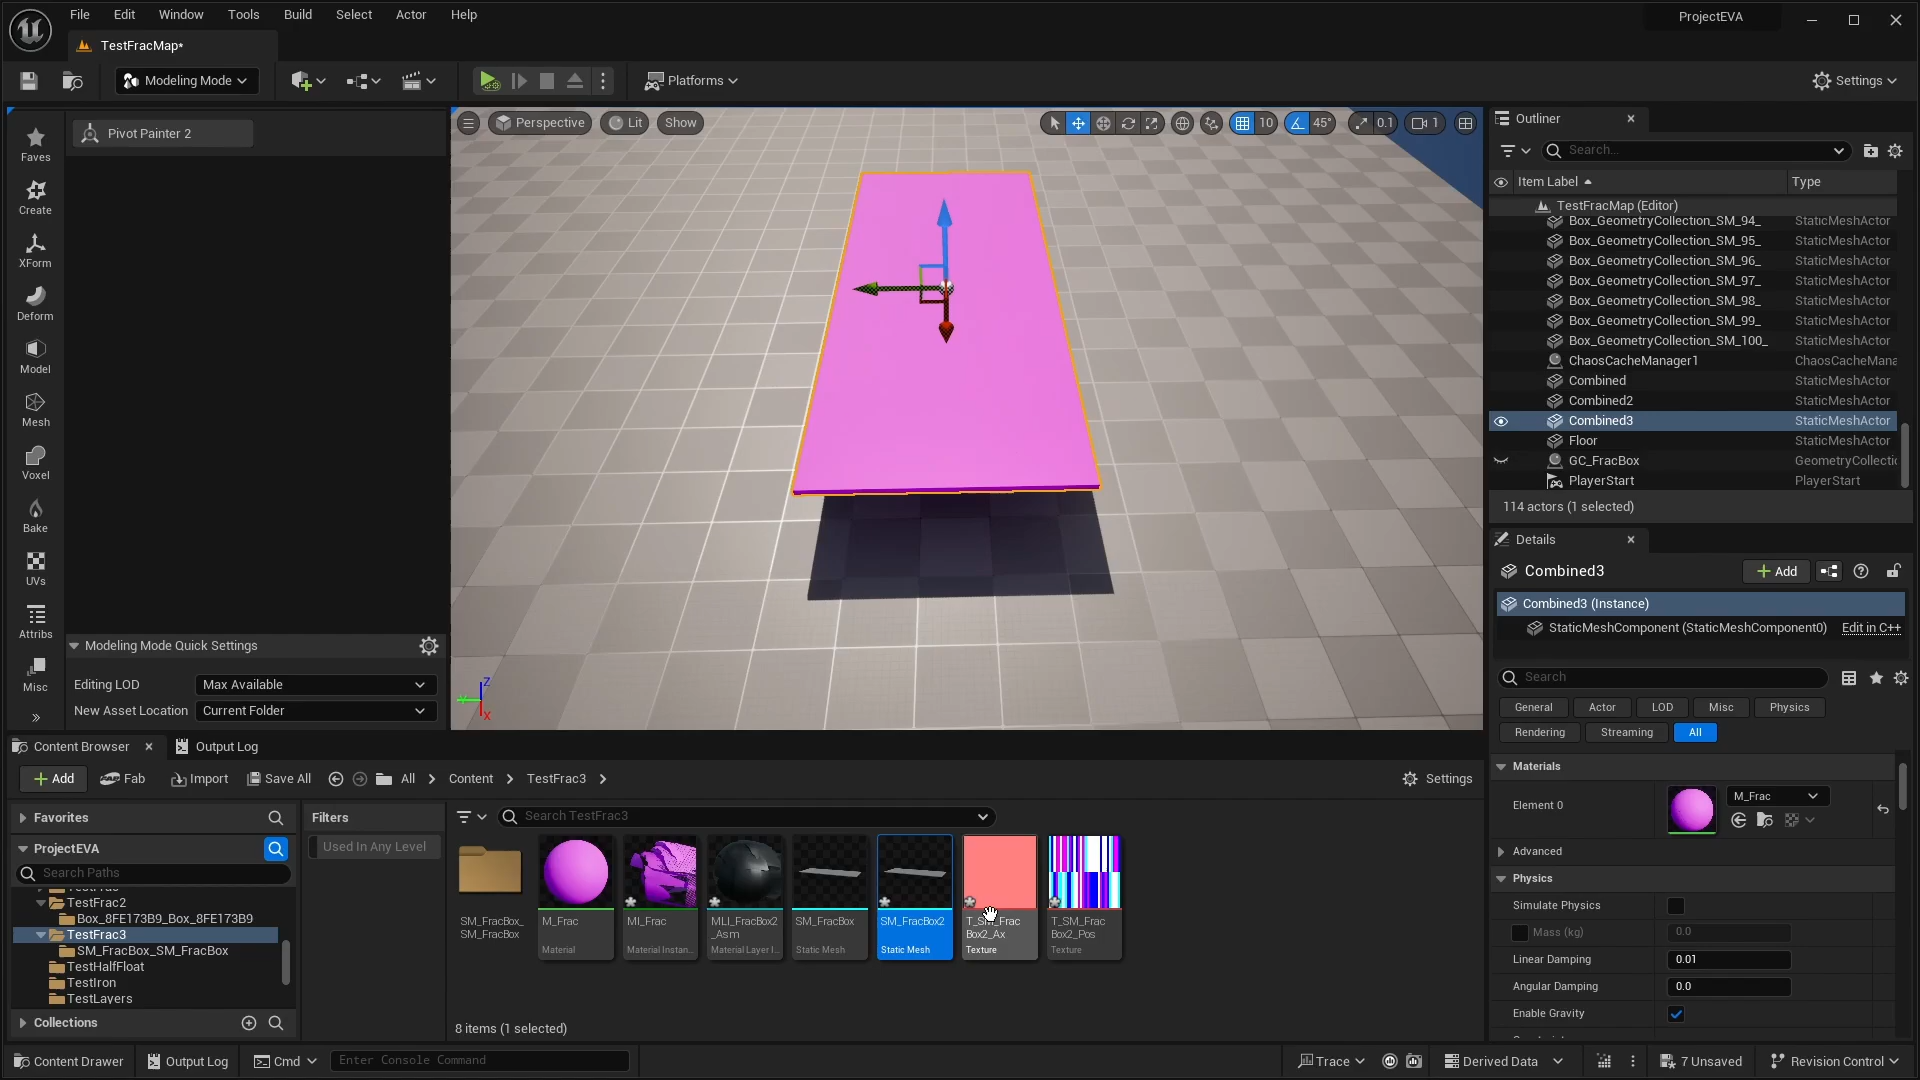 File Edit Window Tools Build Select Actor Help
ProjectEVA
TestFracMap*
Modeling Mode
Platforms
Settings
Pivot Painter 2
Faves
Create
XForm
Deform
Model
Mesh
Voxel
Bake
UVs
Attribs
Misc
Modeling Mode Quick Settings
Editing LOD Max Available
New Asset Location Current Folder
Perspective Lit Show
10 45° 0.1 1
Z
X
Outliner
Search...
Item Label Type
TestFracMap (Editor)
Box_GeometryCollection_SM_94_ StaticMeshActor
Box_GeometryCollection_SM_95_ StaticMeshActor
Box_GeometryCollection_SM_96_ StaticMeshActor
Box_GeometryCollection_SM_97_ StaticMeshActor
Box_GeometryCollection_SM_98_ StaticMeshActor
Box_GeometryCollection_SM_99_ StaticMeshActor
Box_GeometryCollection_SM_100_ StaticMeshActor
ChaosCacheManager1 ChaosCacheMana
Combined StaticMeshActor
Combined2 StaticMeshActor
Combined3 StaticMeshActor
Floor StaticMeshActor
GC_FracBox GeometryCollectic
PlayerStart PlayerStart
114 actors (1 selected)
Details
Combined3
Add
Combined3 (Instance)
StaticMeshComponent (StaticMeshComponent0) Edit in C++
Search
General Actor LOD Misc Physics
Rendering Streaming All
Materials
Element 0 M_Frac
Advanced
Physics
Simulate Physics
Mass (kg) 0.0
Linear Damping 0.01
Angular Damping 0.0
Enable Gravity
Content Browser Output Log
Add Fab Import Save All All Content TestFrac3 Settings
Favorites
ProjectEVA
Search Paths
TestFrac2
Box_8FE173B9_Box_8FE173B9
TestFrac3
SM_FracBox_SM_FracBox
TestHalfFloat
TestIron
TestLayers
Collections
Filters
Used In Any Level
Search TestFrac3
SM_FracBox_
SM_FracBox
M_Frac
Material
MI_Frac
Material Instan...
MLI_FracBox2
_Asm
Material Layer I...
SM_FracBox
Static Mesh
SM_FracBox2
Static Mesh
T_SM_Frac
Box2_Ax
Texture
T_SM_Frac
Box2_Pos
Texture
8 items (1 selected)
Content Drawer Output Log Cmd Enter Console Command Trace Derived Data 7 Unsaved Revision Control